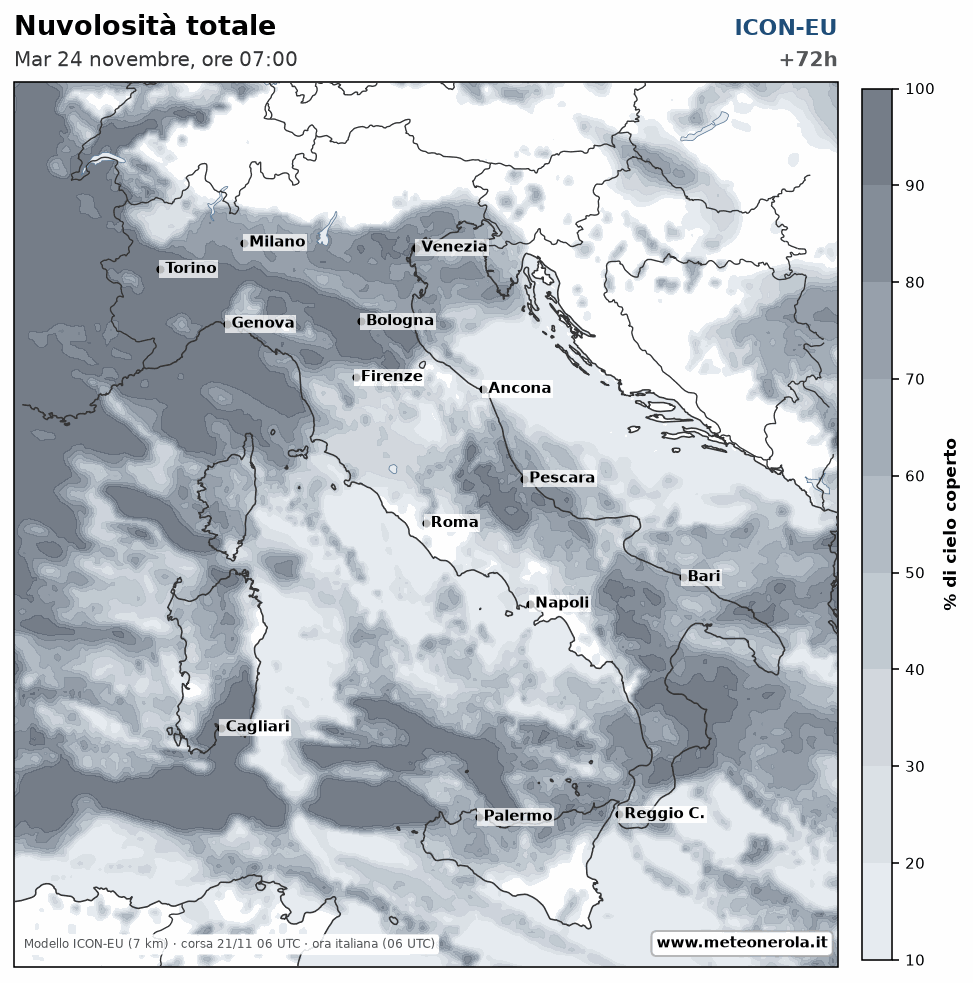 Nuvolosità totale
ICON-EU
Mar 24 novembre, ore 07:00
+72h
100
90
80
70
60
50
40
30
20
10
% di cielo coperto
Milano
Venezia
Torino
Genova
Bologna
Firenze
Ancona
Pescara
Roma
Bari
Napoli
Cagliari
Palermo
Reggio C.
Modello ICON-EU (7 km) · corsa 21/11 06 UTC · ora italiana (06 UTC)
www.meteonerola.it